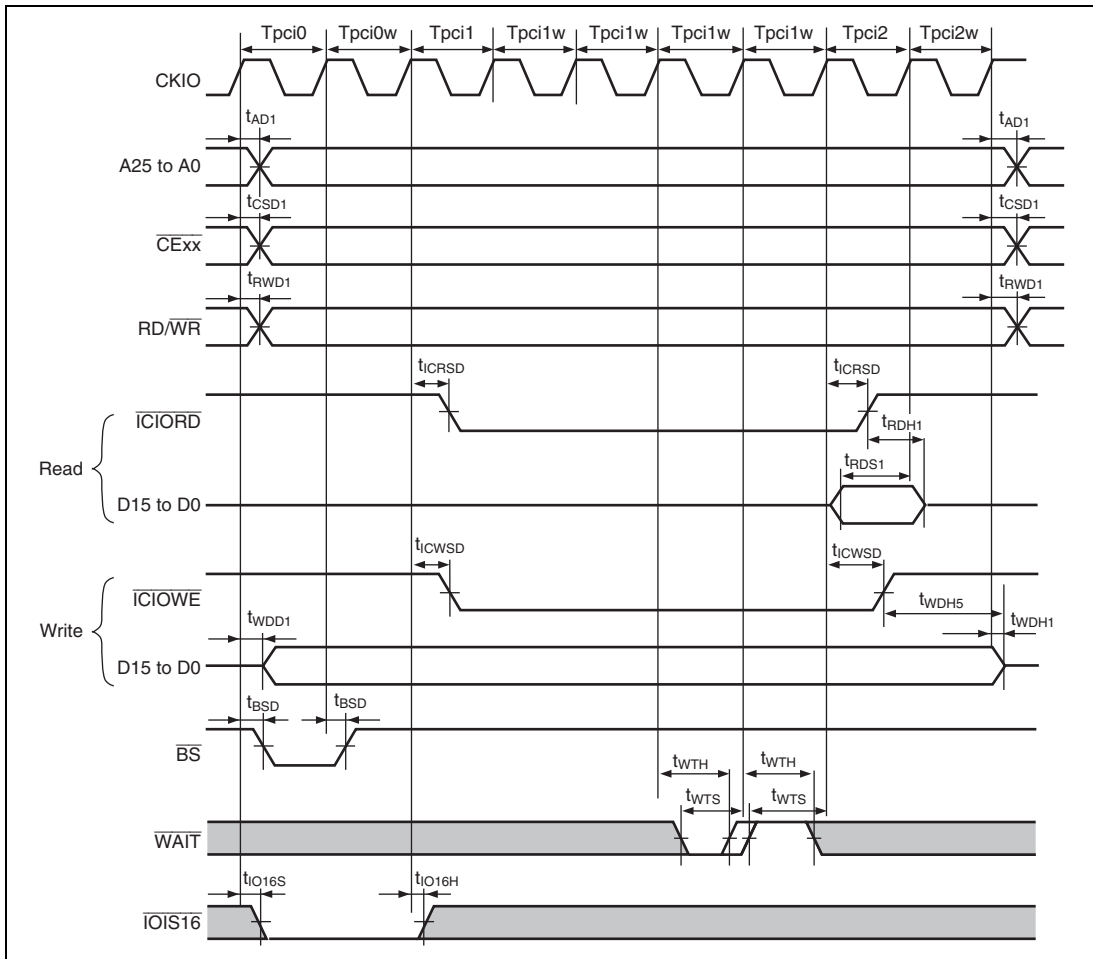 Tpci0 Tpci0w Tpci1 Tpci1w Tpci1w Tpci1w Tpci1w Tpci2 Tpci2w
CKIO
tAD1 tAD1
A25 to A0
tCSD1 tCSD1
CExx
tRWD1 tRWD1
RD/WR
tICRSD tICRSD
ICIORD
tRDH1
Read
tRDS1
D15 to D0
tICWSD tICWSD
ICIOWE
tWDH5
Write
tWDD1 tWDH1
D15 to D0
tBSD tBSD
BS
tWTH tWTH
tWTS tWTS
WAIT
tIO16S tIO16H
IOIS16